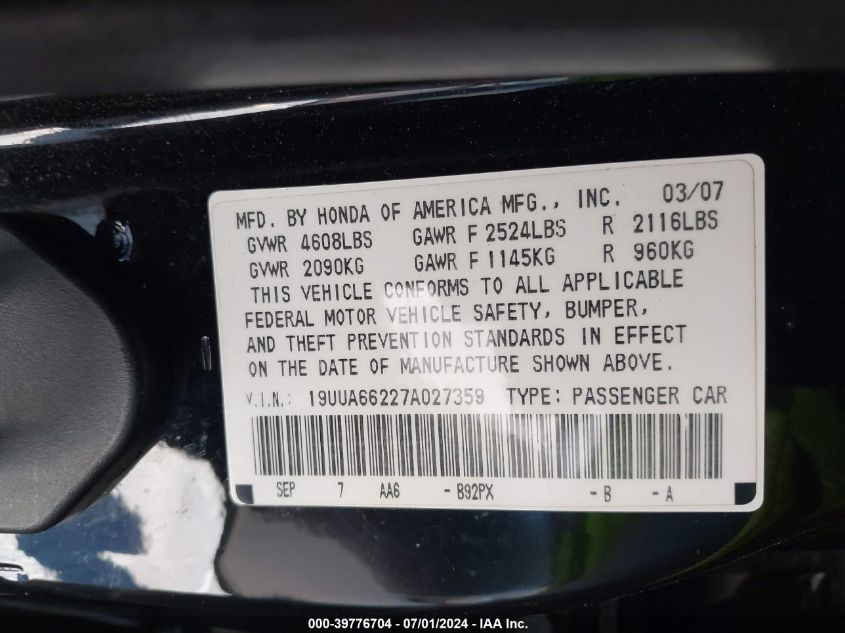 MFD. BY HONDA OF AMERICA MFG., INC. 03/07
GVWR 4608LBS GAWR F 2524LBS R 2116LBS
GVWR 2090KG GAWR F 1145KG R 960KG
THIS VEHICLE CONFORMS TO ALL APPLICABLE
FEDERAL MOTOR VEHICLE SAFETY, BUMPER,
AND THEFT PREVENTION STANDARDS IN EFFECT
ON THE DATE OF MANUFACTURE SHOWN ABOVE.
V.I.N.: 19UUA66227A027359 TYPE: PASSENGER CAR
SEP 7 AA6 -B92PX -B -A
000-39776704 - 07/01/2024 - IAA Inc.